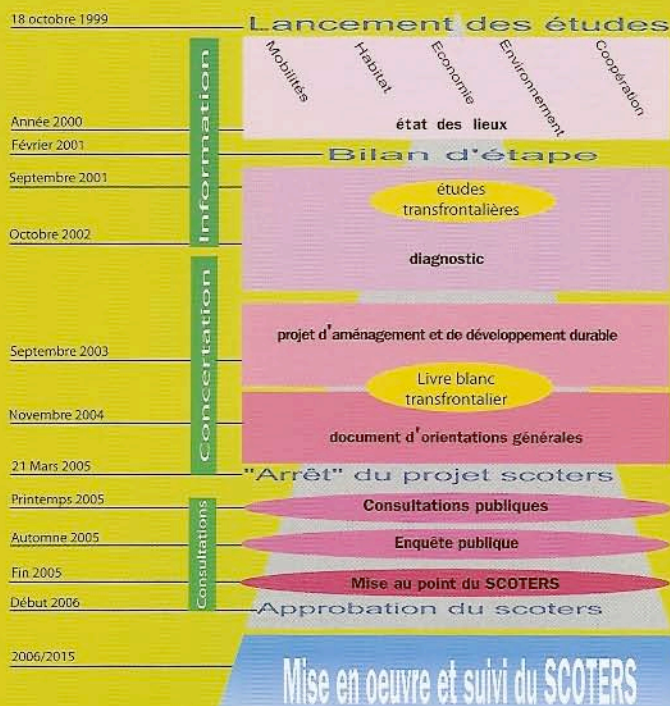 18 octobre 1999
Lancement des études
Mobilités
Habitat
Economie
Environnement
Coopération
Information
Année 2000
état des lieux
Février 2001
Bilan d'étape
Septembre 2001
études
transfrontalières
Octobre 2002
diagnostic
Concertation
projet d'aménagement et de développement durable
Septembre 2003
Livre blanc
transfrontalier
Novembre 2004
document d'orientations générales
21 Mars 2005
"Arrêt" du projet scoters
Consultations
Printemps 2005
Consultations publiques
Automne 2005
Enquête publique
Fin 2005
Mise au point du SCOTERS
Début 2006
Approbation du scoters
2006/2015
Mise en oeuvre et suivi du SCOTERS